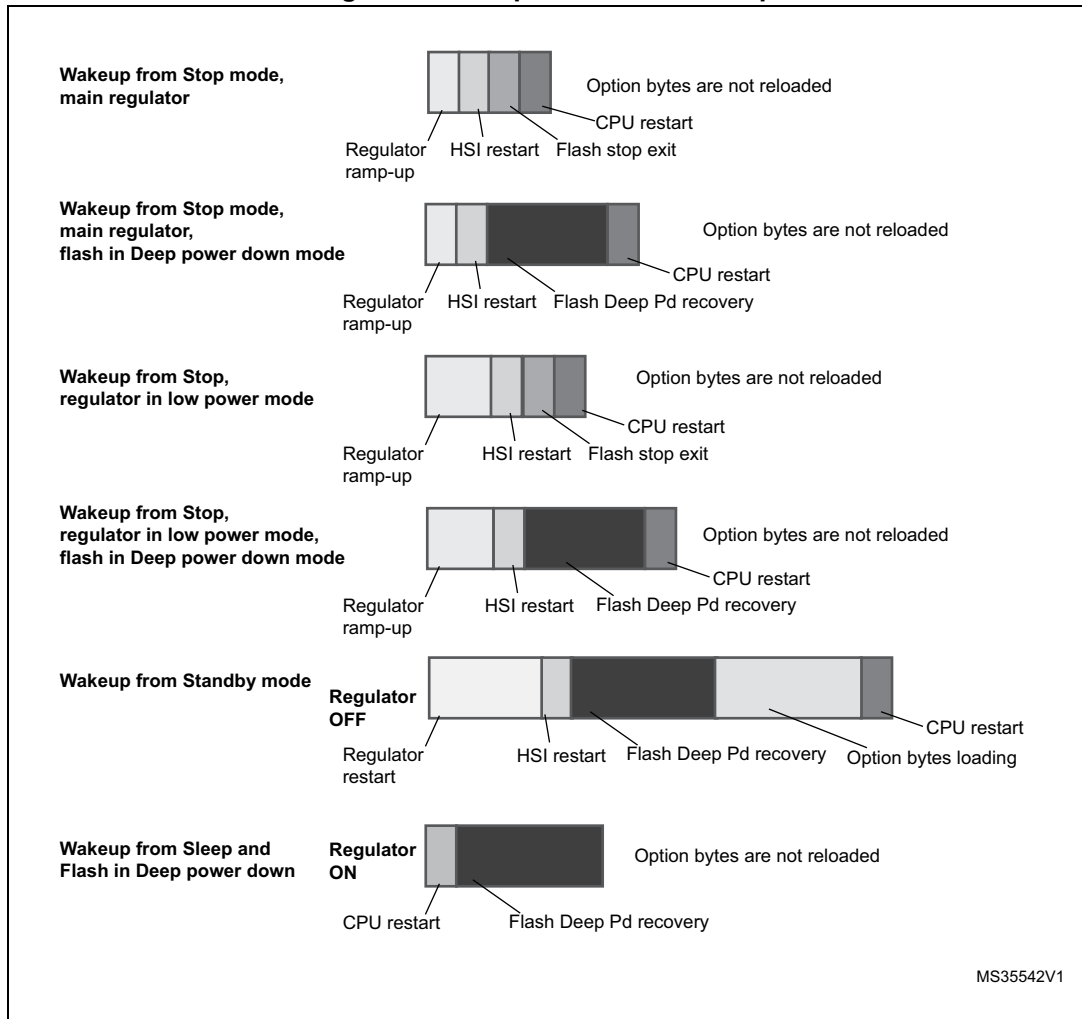 Wakeup from Stop mode,
main regulator
Option bytes are not reloaded
CPU restart
Regulator
ramp-up
HSI restart
Flash stop exit
Wakeup from Stop mode,
main regulator,
flash in Deep power down mode
Option bytes are not reloaded
CPU restart
Regulator
ramp-up
HSI restart
Flash Deep Pd recovery
Wakeup from Stop,
regulator in low power mode
Option bytes are not reloaded
CPU restart
Regulator
ramp-up
HSI restart
Flash stop exit
Wakeup from Stop,
regulator in low power mode,
flash in Deep power down mode
Option bytes are not reloaded
CPU restart
Regulator
ramp-up
HSI restart
Flash Deep Pd recovery
Wakeup from Standby mode
Regulator
OFF
CPU restart
Regulator
restart
HSI restart
Flash Deep Pd recovery
Option bytes loading
Wakeup from Sleep and
Flash in Deep power down
Regulator
ON
Option bytes are not reloaded
CPU restart
Flash Deep Pd recovery
MS35542V1